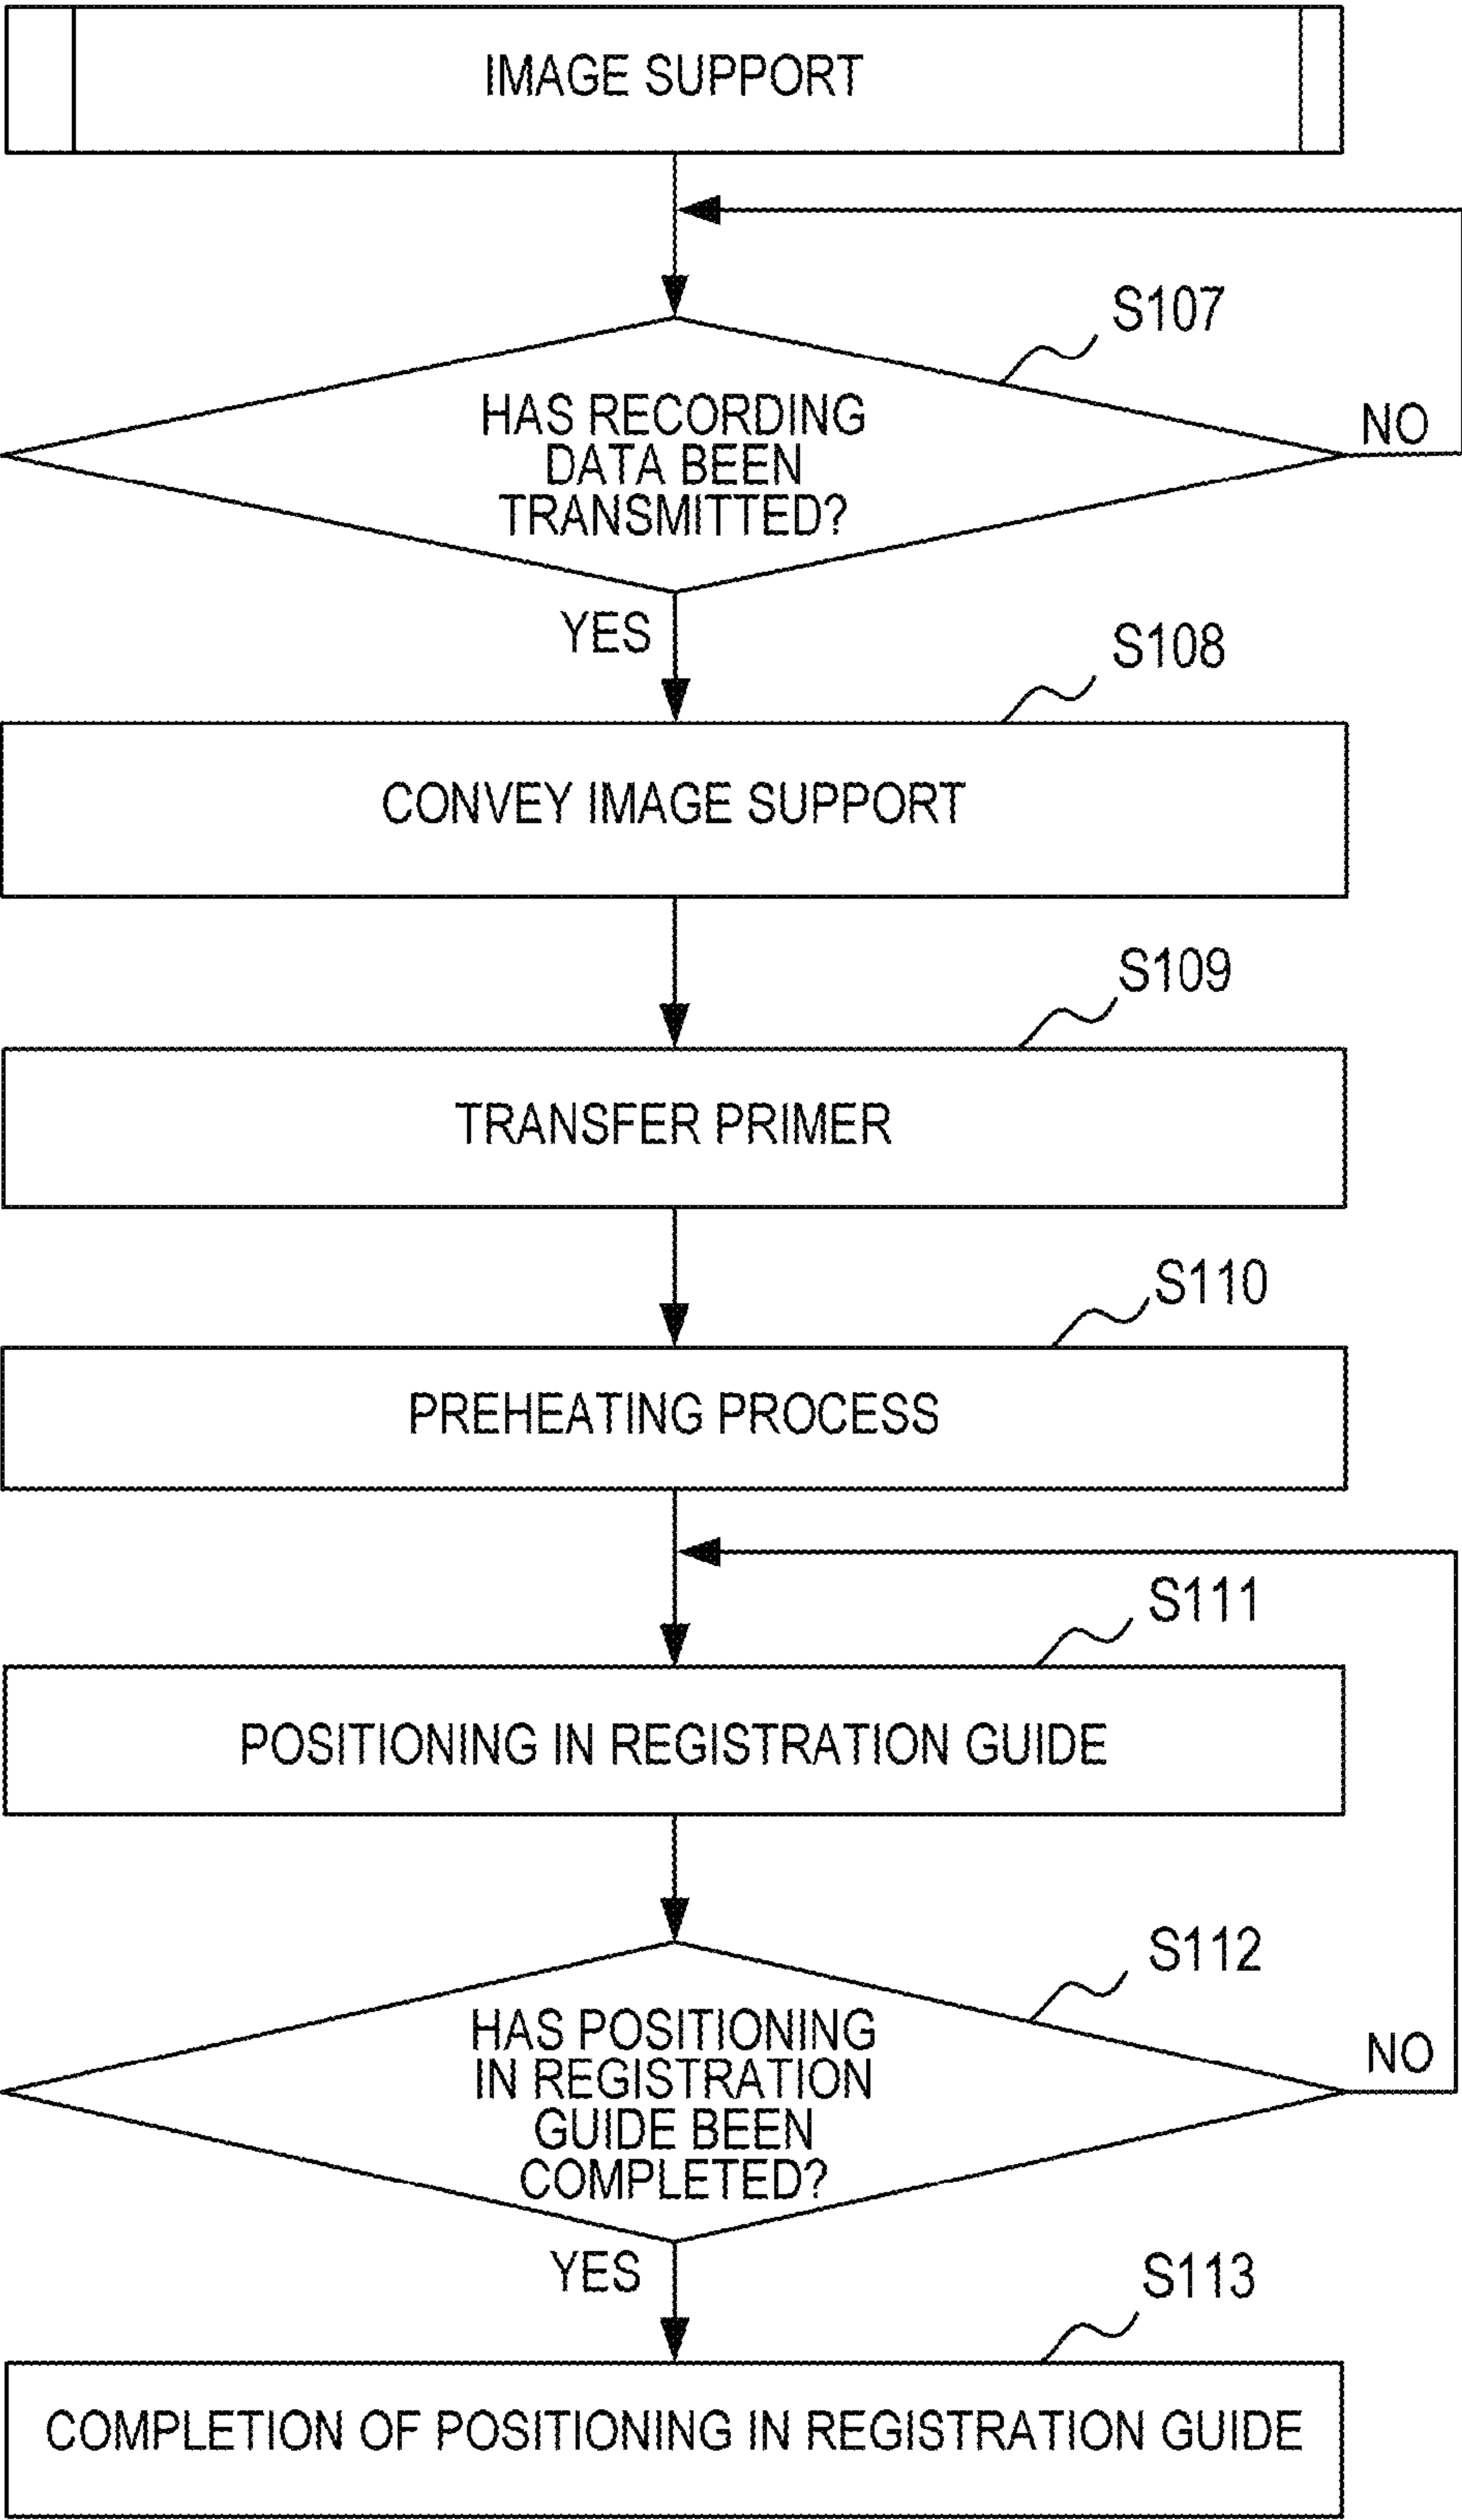 IMAGE SUPPORT
S107
HAS RECORDING
DATA BEEN
TRANSMITTED?
NO
YES
S108
CONVEY IMAGE SUPPORT
S109
TRANSFER PRIMER
S110
PREHEATING PROCESS
S111
POSITIONING IN REGISTRATION GUIDE
S112
HAS POSITIONING
IN REGISTRATION
GUIDE BEEN
COMPLETED?
NO
YES
S113
COMPLETION OF POSITIONING IN REGISTRATION GUIDE